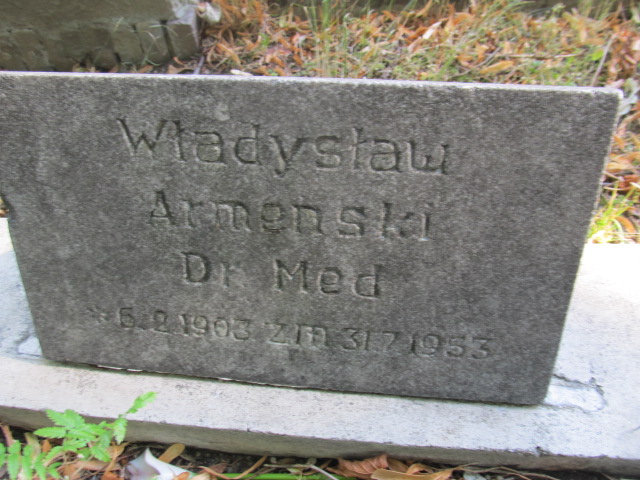 Władysław
Armenski
Dr Med
* 6.2 1903 zm 31.7 1953